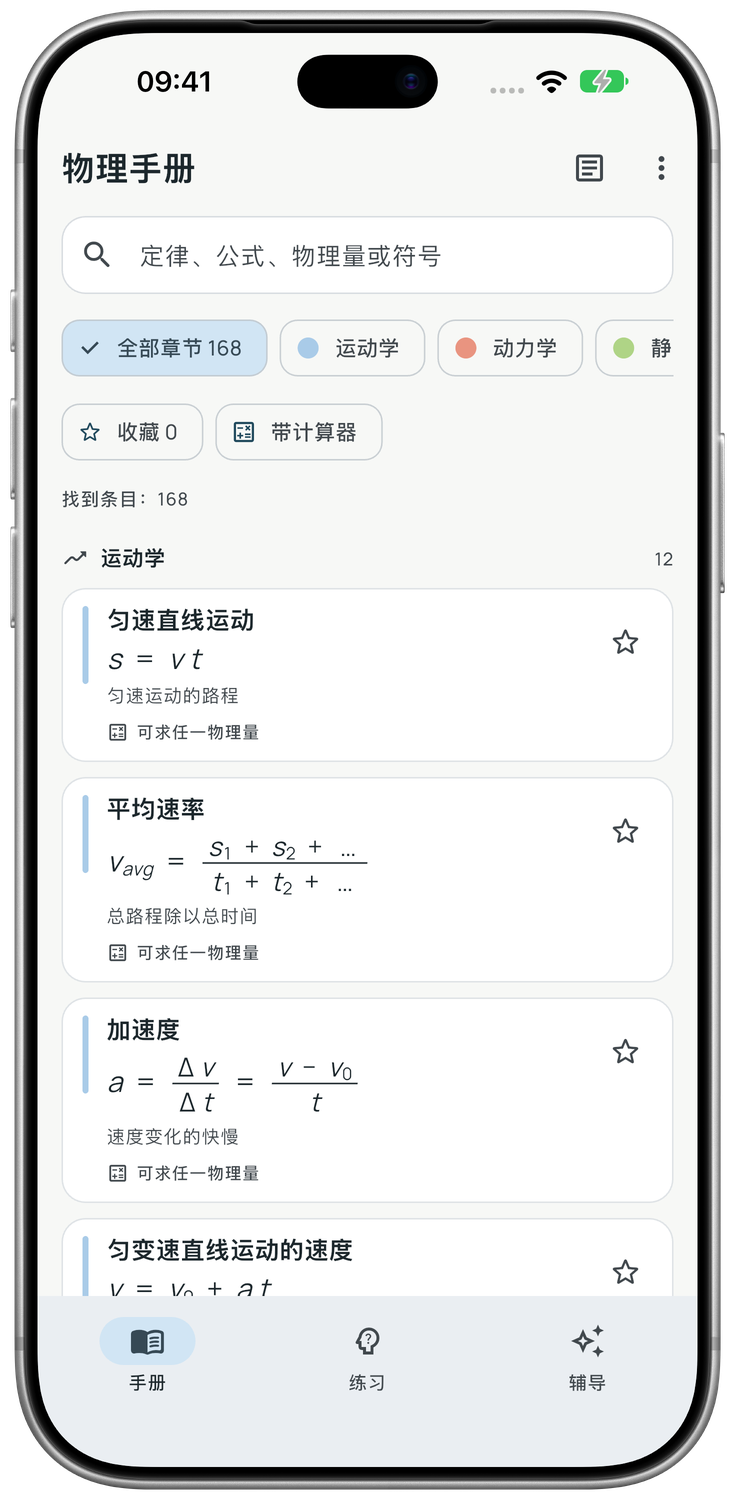 09:41
物理手册
定律、公式、物理量或符号
全部章节 168 运动学 动力学 静
收藏 0 带计算器
找到条目：168
运动学 12
匀速直线运动
s = v t
匀速运动的路程
可求任一物理量
平均速率
v_avg = (s₁ + s₂ + …) / (t₁ + t₂ + …)
总路程除以总时间
可求任一物理量
加速度
a = Δ v / Δ t = (v − v₀) / t
速度变化的快慢
可求任一物理量
匀变速直线运动的速度
v = v₀ + a t
手册 练习 辅导